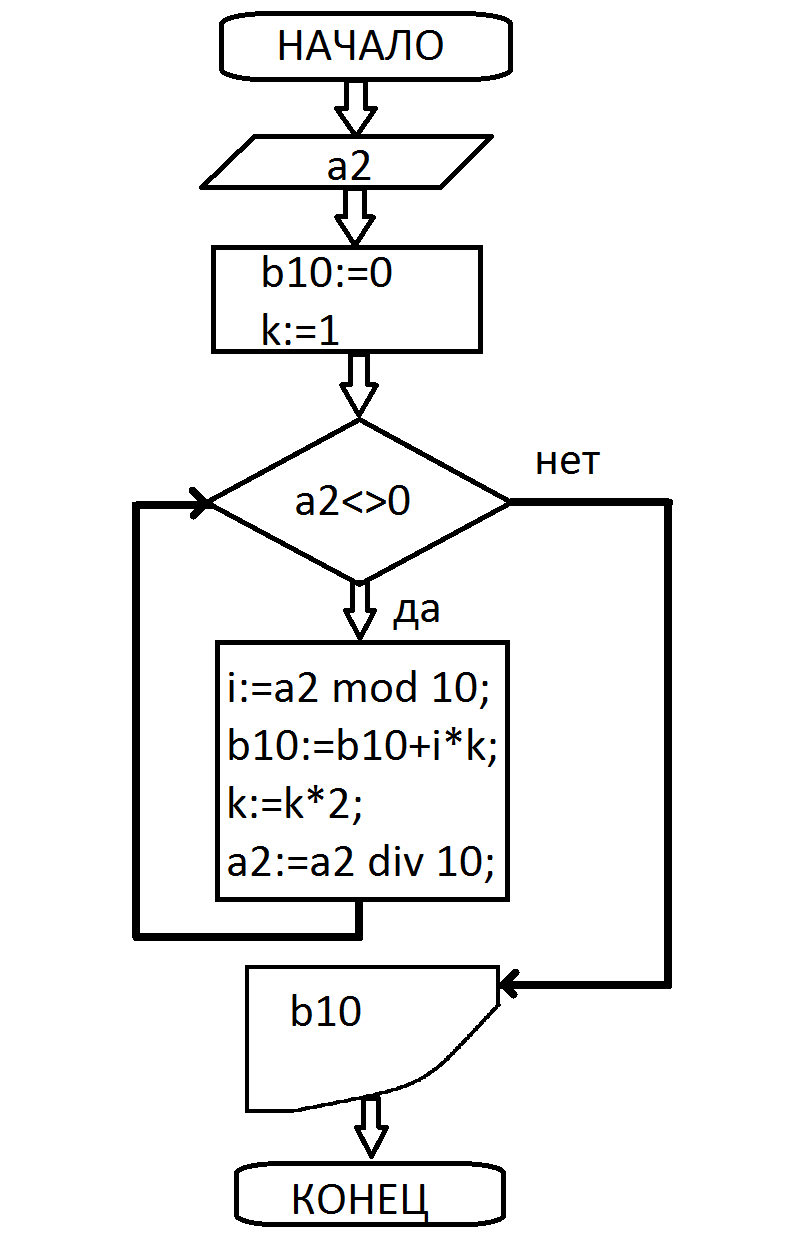 НАЧАЛО
a2
b10:=0
k:=1
a2<>0
нет
да
i:=a2 mod 10;
b10:=b10+i*k;
k:=k*2;
a2:=a2 div 10;
b10
КОНЕЦ